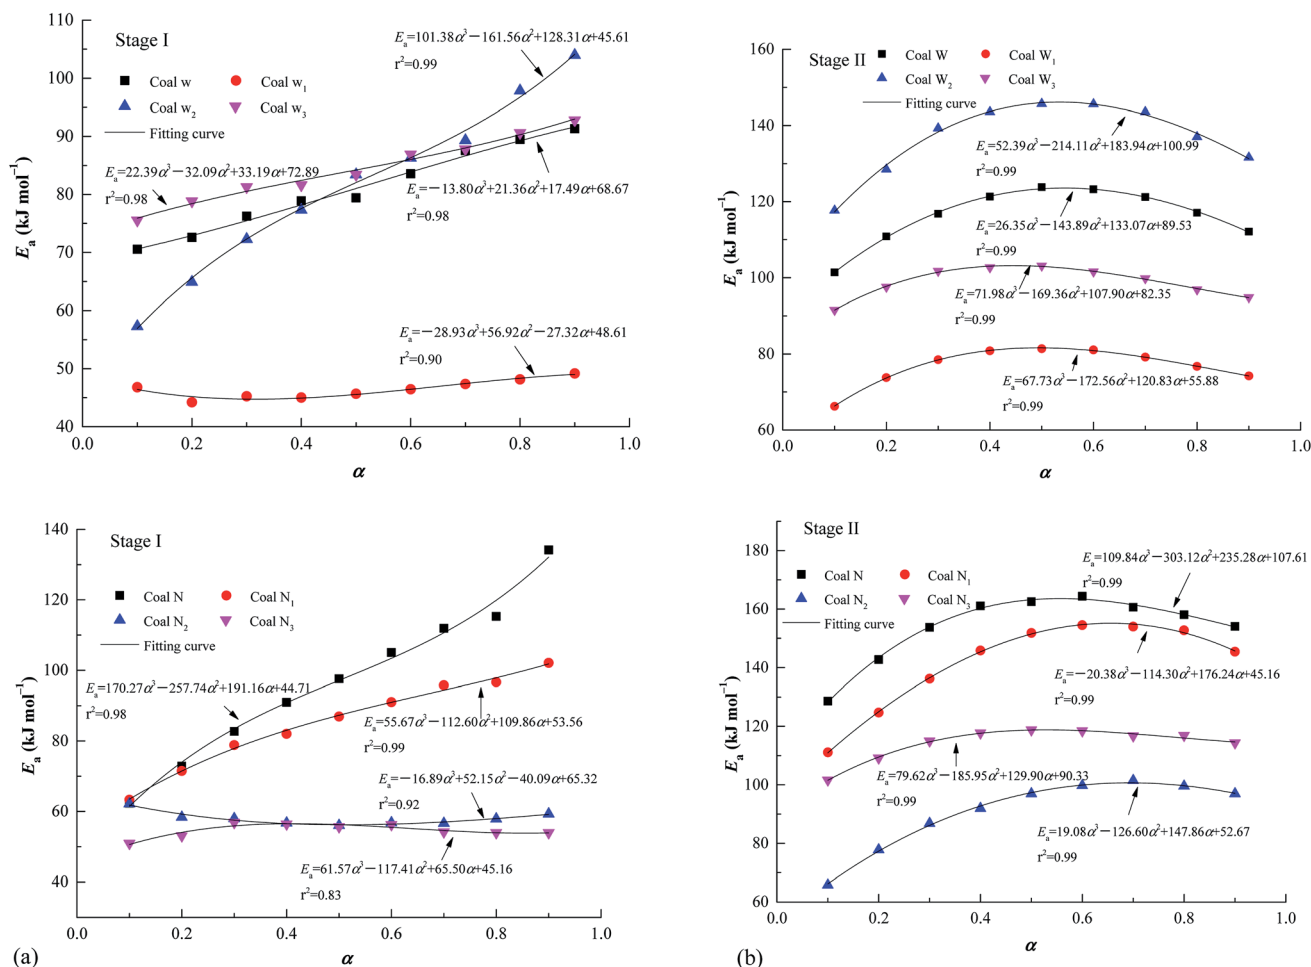 Stage I
Coal w
Coal w₁
Coal w₂
Coal w₃
Fitting curve
Eₐ=101.38α³−161.56α²+128.31α+45.61
r²=0.99
Eₐ=22.39α³−32.09α²+33.19α+72.89
r²=0.98
Eₐ=−13.80α³+21.36α²+17.49α+68.67
r²=0.98
Eₐ=−28.93α³+56.92α²−27.32α+48.61
r²=0.90
110
100
90
80
70
60
50
40
Eₐ (kJ mol⁻¹)
0.0 0.2 0.4 0.6 0.8 1.0
α
Stage II
Coal W
Coal W₁
Coal W₂
Coal W₃
Fitting curve
Eₐ=52.39α³−214.11α²+183.94α+100.99
r²=0.99
Eₐ=26.35α³−143.89α²+133.07α+89.53
r²=0.99
Eₐ=71.98α³−169.36α²+107.90α+82.35
r²=0.99
Eₐ=67.73α³−172.56α²+120.83α+55.88
r²=0.99
160
140
120
100
80
60
Eₐ (kJ mol⁻¹)
0.0 0.2 0.4 0.6 0.8 1.0
α
Stage I
Coal N
Coal N₁
Coal N₂
Coal N₃
Fitting curve
Eₐ=170.27α³−257.74α²+191.16α+44.71
r²=0.98
Eₐ=55.67α³−112.60α²+109.86α+53.56
r²=0.99
Eₐ=−16.89α³+52.15α²−40.09α+65.32
r²=0.92
Eₐ=61.57α³−117.41α²+65.50α+45.16
r²=0.83
140
120
100
80
60
40
Eₐ (kJ mol⁻¹)
0.0 0.2 0.4 0.6 0.8 1.0
α
(a)
Stage II
Coal N
Coal N₁
Coal N₂
Coal N₃
Fitting curve
Eₐ=109.84α³−303.12α²+235.28α+107.61
r²=0.99
Eₐ=−20.38α³−114.30α²+176.24α+45.16
r²=0.99
Eₐ=79.62α³−185.95α²+129.90α+90.33
r²=0.99
Eₐ=19.08α³−126.60α²+147.86α+52.67
r²=0.99
180
160
140
120
100
80
60
Eₐ (kJ mol⁻¹)
0.0 0.2 0.4 0.6 0.8 1.0
α
(b)